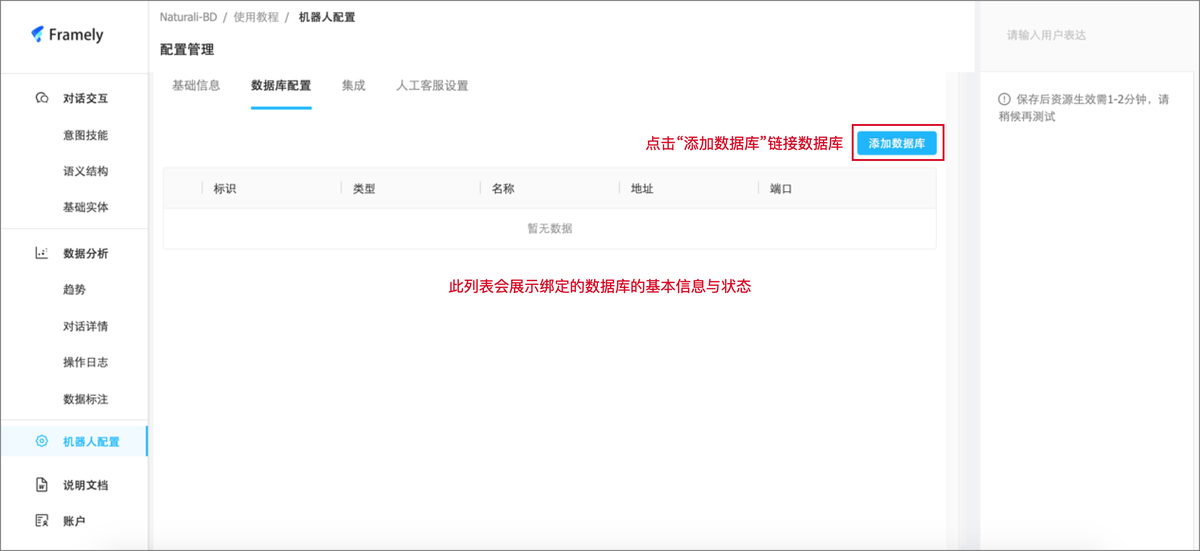 Framely
对话交互
意图技能
语义结构
基础实体
数据分析
趋势
对话详情
操作日志
数据标注
机器人配置
说明文档
账户
Naturali-BD / 使用教程 / 机器人配置
配置管理
基础信息 数据库配置 集成 人工客服设置
点击“添加数据库”链接数据库 添加数据库
标识 类型 名称 地址 端口
暂无数据
此列表会展示绑定的数据库的基本信息与状态
请输入用户表达
保存后资源生效需1-2分钟，请
稍候再测试